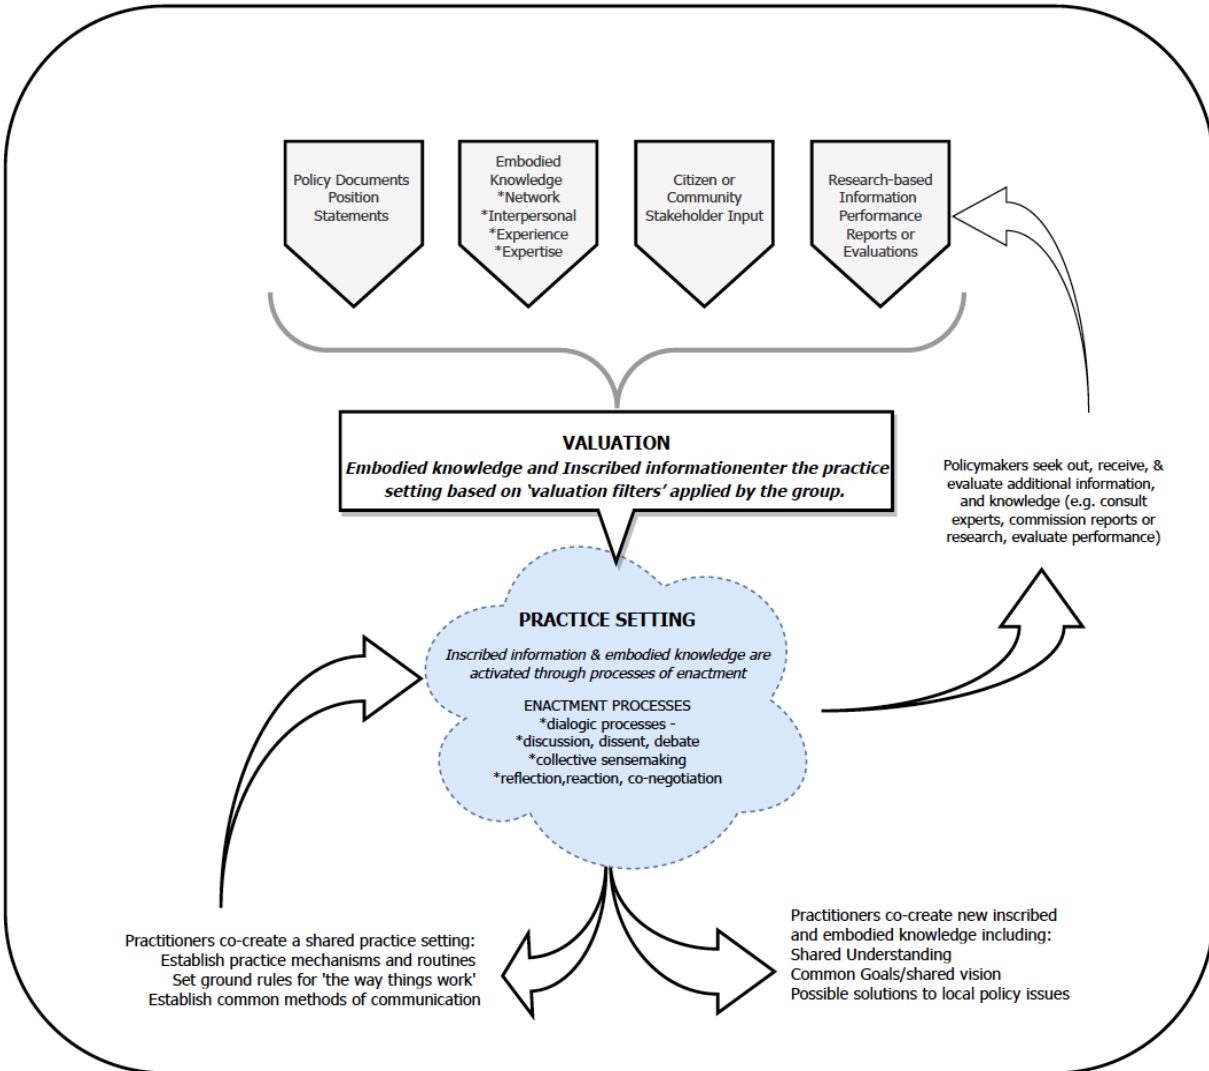 Policy Documents
Position
Statements
Embodied
Knowledge
*Network
*Interpersonal
*Experience
*Expertise
Citizen or
Community
Stakeholder Input
Research-based
Information
Performance
Reports or
Evaluations
VALUATION
Embodied knowledge and Inscribed informationenter the practice
setting based on ‘valuation filters’ applied by the group.
Policymakers seek out, receive, &
evaluate additional information,
and knowledge (e.g. consult
experts, commission reports or
research, evaluate performance)
PRACTICE SETTING
Inscribed information & embodied knowledge are
activated through processes of enactment
ENACTMENT PROCESSES
*dialogic processes -
*discussion, dissent, debate
*collective sensemaking
*reflection,reaction, co-negotiation
Practitioners co-create a shared practice setting:
Establish practice mechanisms and routines
Set ground rules for 'the way things work'
Establish common methods of communication
Practitioners co-create new inscribed
and embodied knowledge including:
Shared Understanding
Common Goals/shared vision
Possible solutions to local policy issues